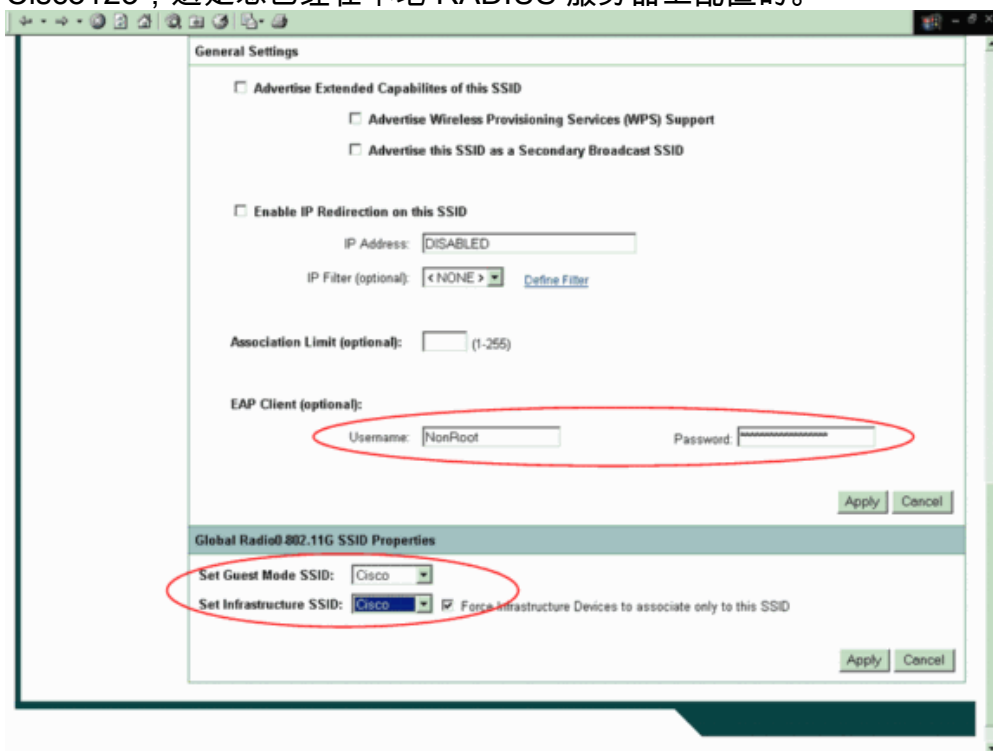 General Settings
Advertise Extended Capabilites of this SSID
Advertise Wireless Provisioning Services (WPS) Support
Advertise this SSID as a Secondary Broadcast SSID
Enable IP Redirection on this SSID
IP Address: DISABLED
IP Filter (optional): < NONE > Define Filter
Association Limit (optional): (1-255)
EAP Client (optional):
Username: NonRoot Password:
Apply Cancel
Global Radio0-802.11G SSID Properties
Set Guest Mode SSID: Cisco
Set Infrastructure SSID: Cisco Force Infrastructure Devices to associate only to this SSID
Apply Cancel